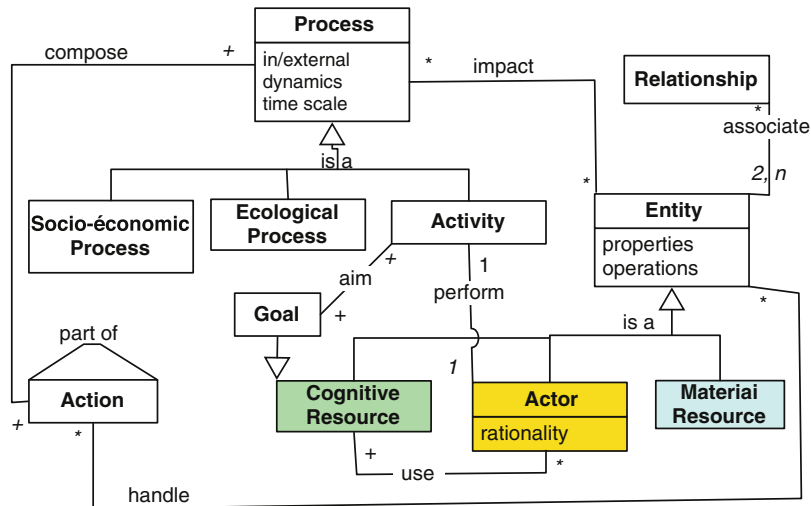 Process
compose
+
in/external
dynamics
time scale
*
impact
Relationship
*
associate
is a
2, n
*
Socio-économic
Process
Ecological
Process
Activity
Entity
properties
operations
+
aim
1
perform
*
Goal
+
is a
part of
1
Action
Cognitive
Resource
Actor
Materiai
Resource
+
*
rationality
+
use
*
handle